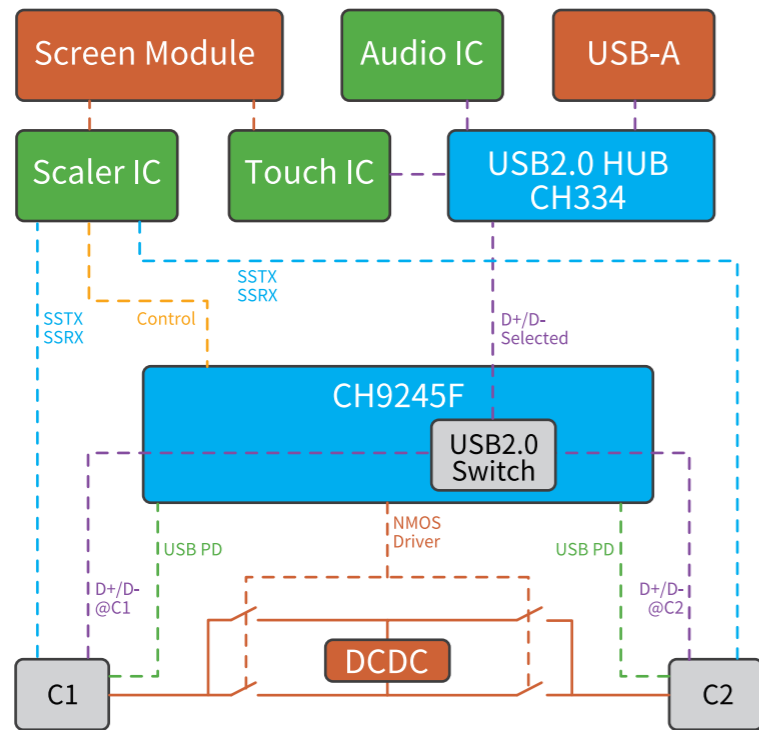 Screen Module
Audio IC
USB-A
Scaler IC
Touch IC
USB2.0 HUB
CH334
SSTX
SSRX
SSTX
SSRX
Control
D+/D-
Selected
CH9245F
USB2.0
Switch
NMOS
Driver
USB PD
USB PD
D+/D-
@C1
D+/D-
@C2
DCDC
C1
C2